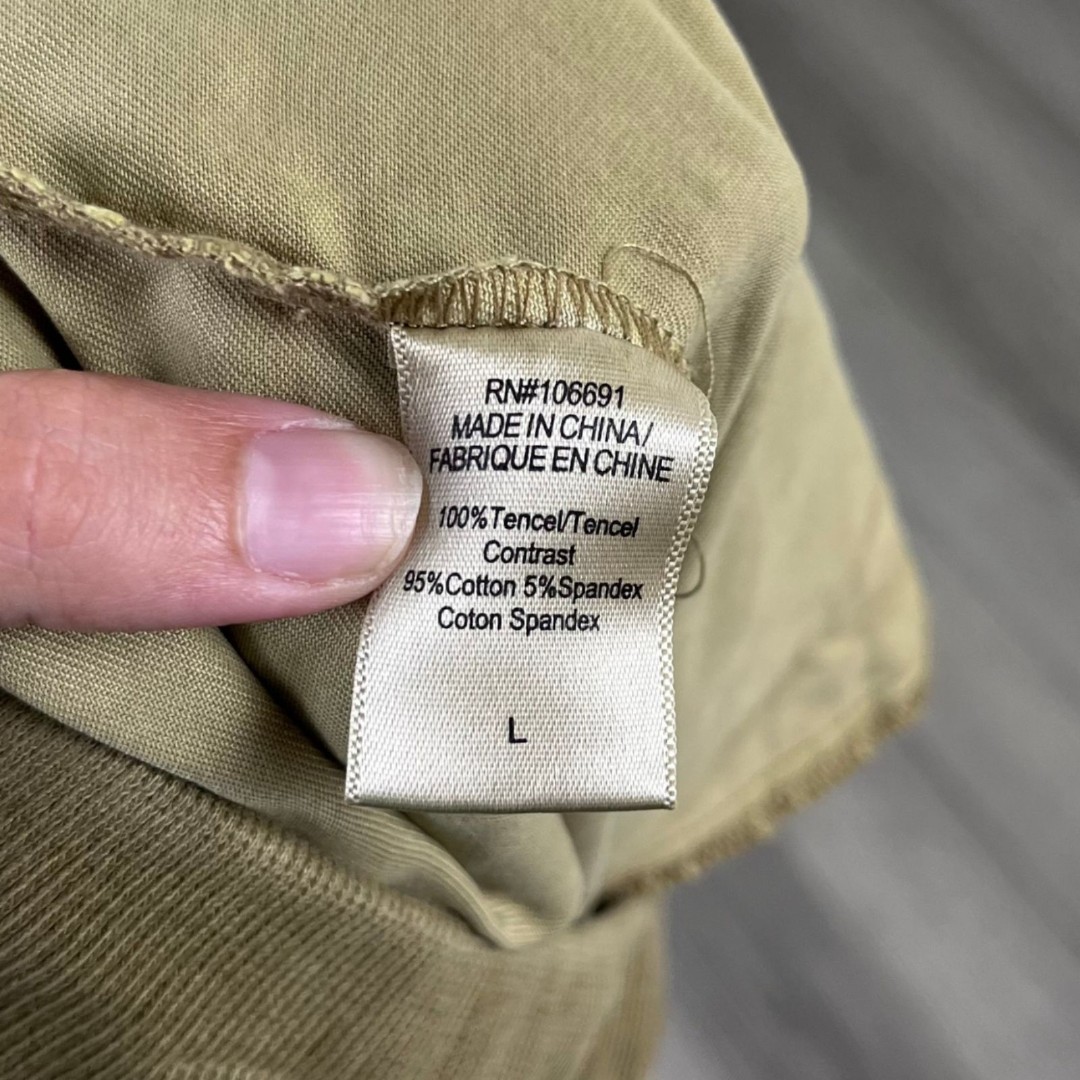 RN#106691
MADE IN CHINA/
FABRIQUE EN CHINE
100%Tencel/Tencel
Contrast
95%Cotton 5%Spandex
Coton Spandex
L